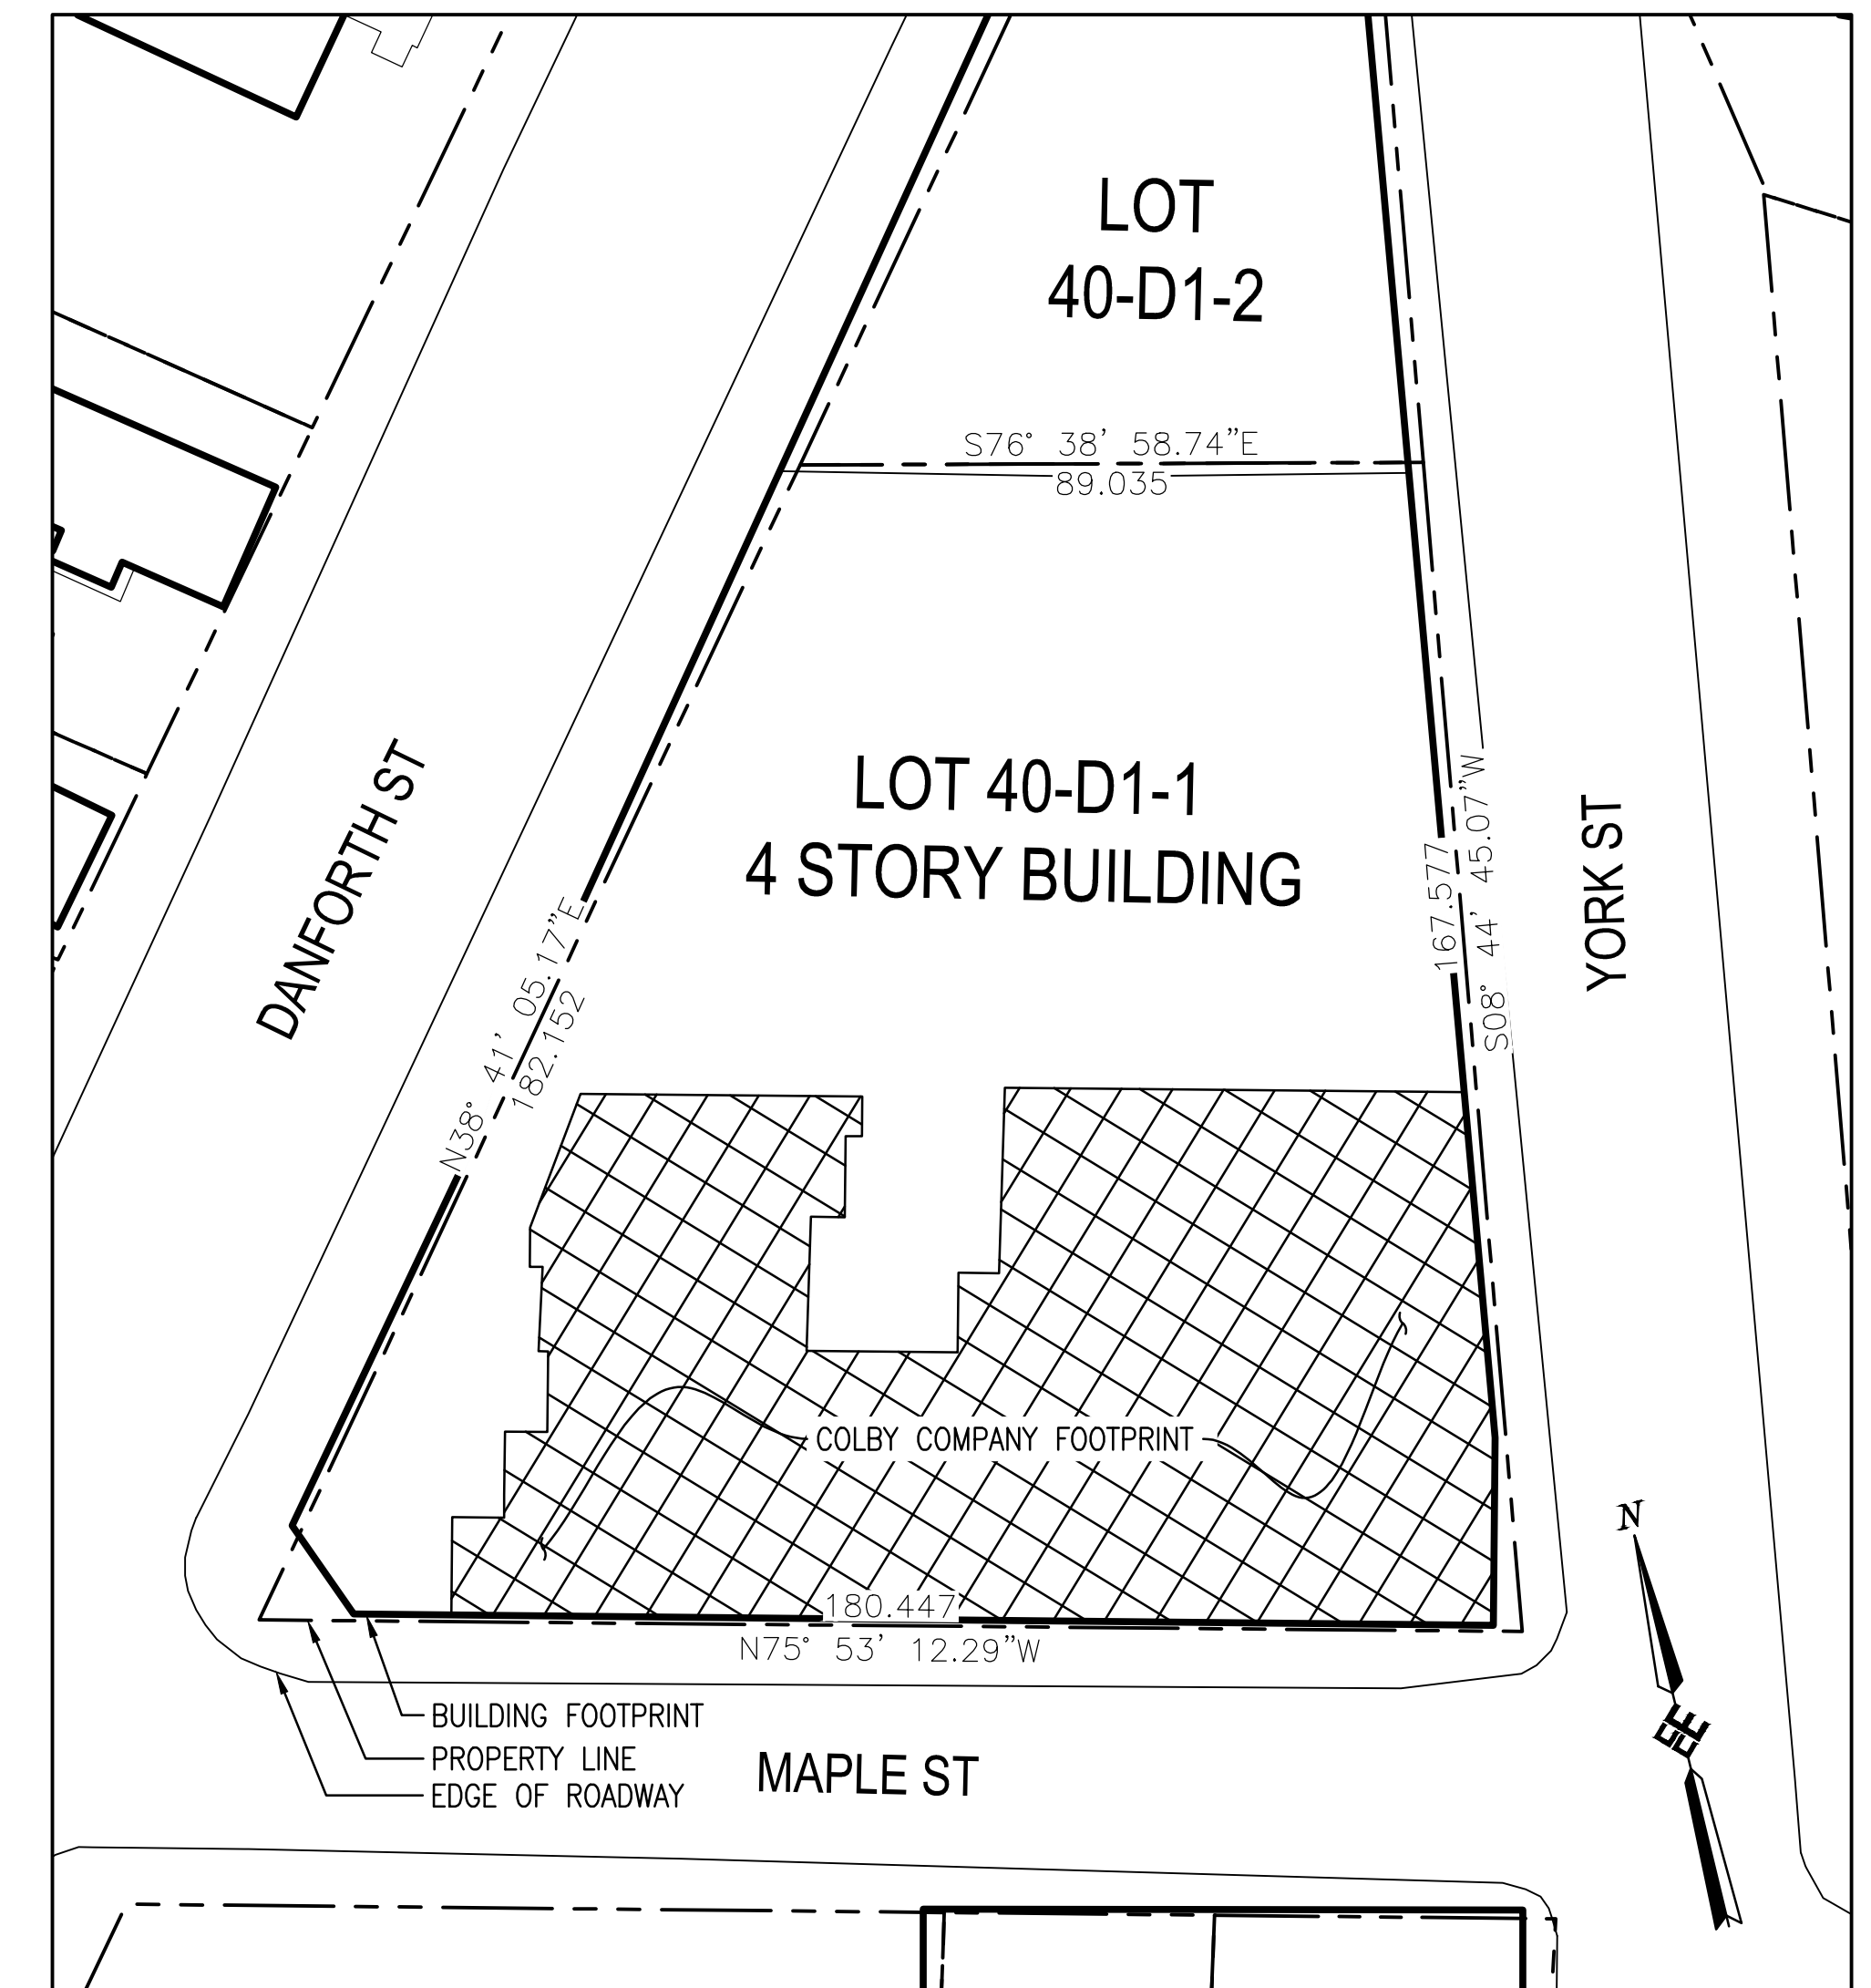 LOT
40-D1-2
S76° 38' 58.74"E
89.035
LOT 40-D1-1
4 STORY BUILDING
DANFORTH ST
N38° 41' 05.17"E
182.152
167.577
S08° 44' 45.07"W
YORK ST
COLBY COMPANY FOOTPRINT
180.447
N75° 53' 12.29"W
N
BUILDING FOOTPRINT
PROPERTY LINE
EDGE OF ROADWAY
MAPLE ST